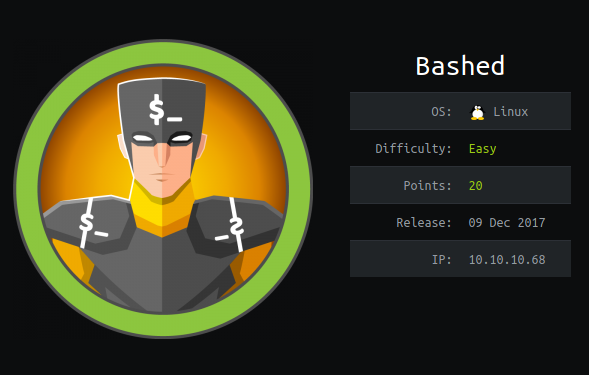 $_
$_
$_
Bashed
OS: Linux
Difficulty: Easy
Points: 20
Release: 09 Dec 2017
IP: 10.10.10.68